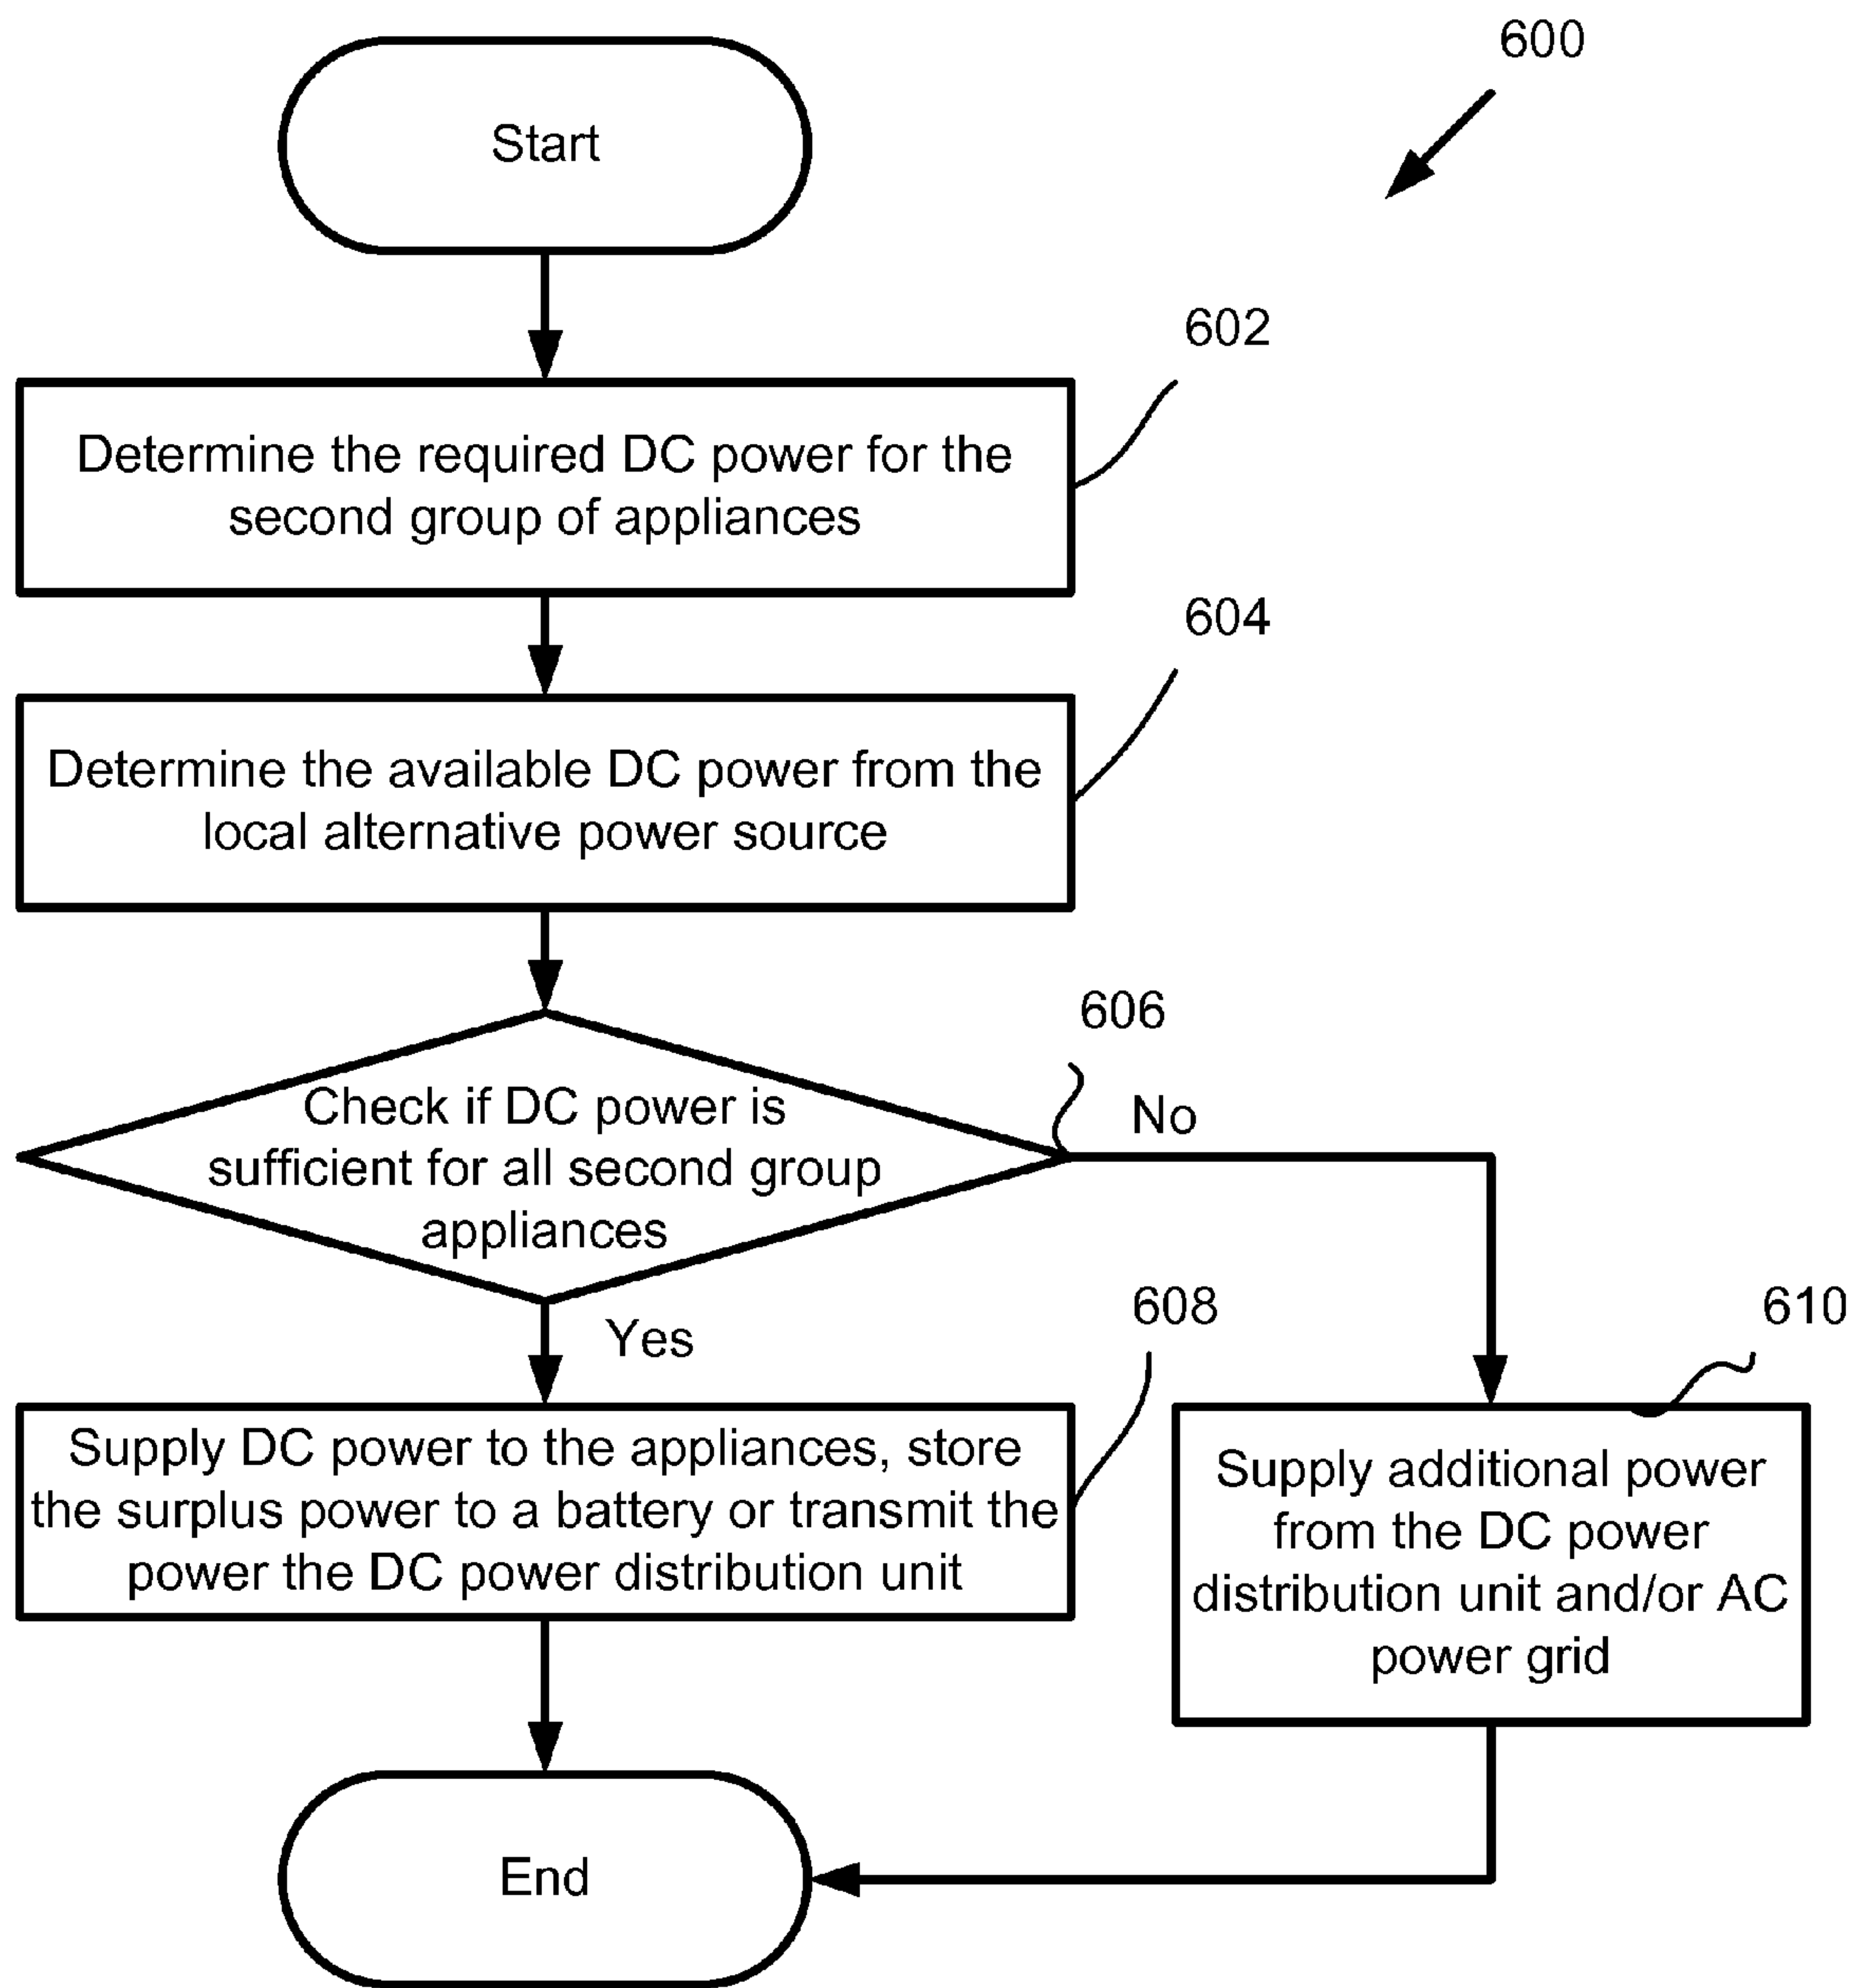 600
Start
602
Determine the required DC power for the
second group of appliances
604
Determine the available DC power from the
local alternative power source
606
Check if DC power is
sufficient for all second group
appliances
No
Yes
608
Supply DC power to the appliances, store
the surplus power to a battery or transmit the
power the DC power distribution unit
610
Supply additional power
from the DC power
distribution unit and/or AC
power grid
End